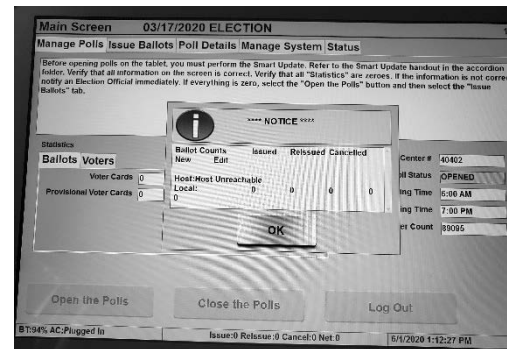 Main Screen 03/17/2020 ELECTION
Manage Polls Issue Ballots Poll Details Manage System Status
Before opening polls on the tablet, you must perform the Smart Update. Refer to the Smart Update handout in the accordion
folder. Verify that all information on the screen is correct. Verify that all "Statistics" are zeroes. If the information is not corre
notify an Election Official immediately. If everything is zero, select the "Open the Polls" button and then select the "Issue
Ballots" tab.
**** NOTICE ****
Ballot Counts Issued Reissued Cancelled
New Edit
Host:Host Unreachable
Local: 0 0 0 0
0
OK
Statistics
Ballots Voters
Voter Cards 0
Provisional Voter Cards 0
Center # 40402
oll Status OPENED
ing Time 6:00 AM
ing Time 7:00 PM
er Count 89095
Open the Polls Close the Polls Log Out
BT:94% AC:Plugged In Issue:0 Reissue:0 Cancel:0 Net:0 6/1/2020 1:12:27 PM